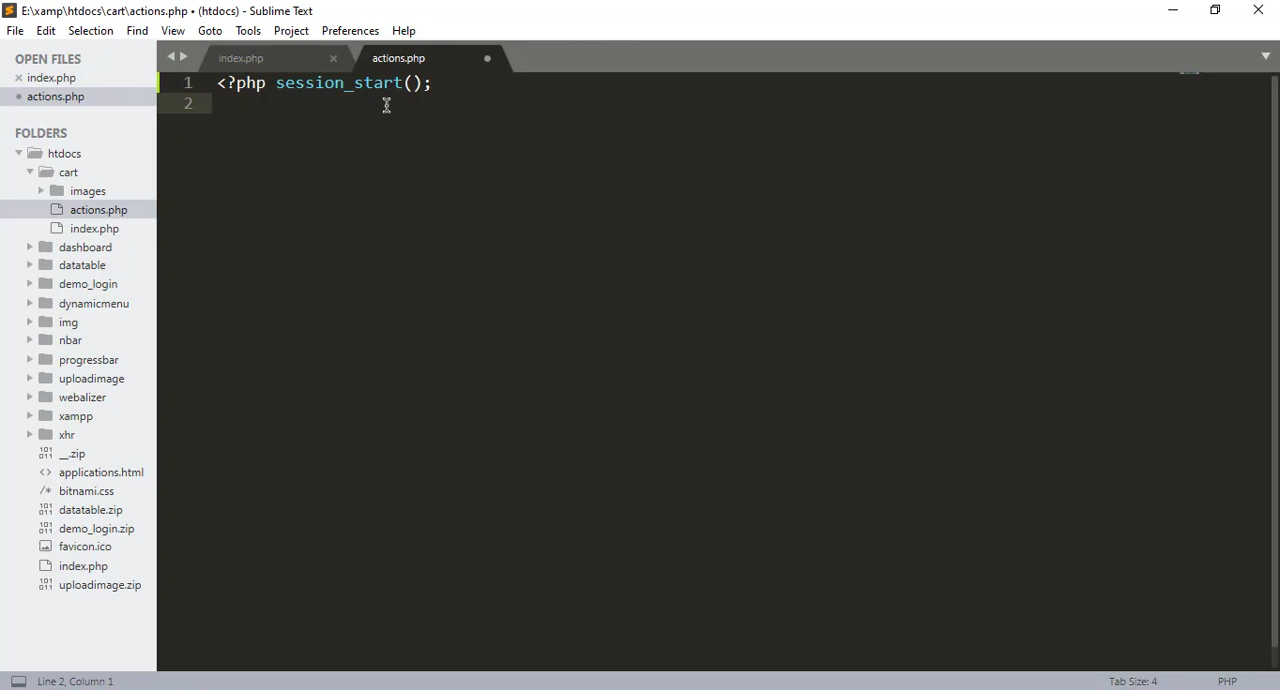 E:\xamp\htdocs\cart\actions.php • (htdocs) - Sublime Text
File Edit Selection Find View Goto Tools Project Preferences Help
OPEN FILES
index.php
actions.php
FOLDERS
htdocs
cart
images
actions.php
index.php
dashboard
datatable
demo_login
dynamicmenu
img
nbar
progressbar
uploadimage
webalizer
xampp
xhr
__.zip
applications.html
bitnami.css
datatable.zip
demo_login.zip
favicon.ico
index.php
uploadimage.zip
index.php actions.php
1 <?php session_start();
2
Line 2, Column 1 Tab Size: 4 PHP